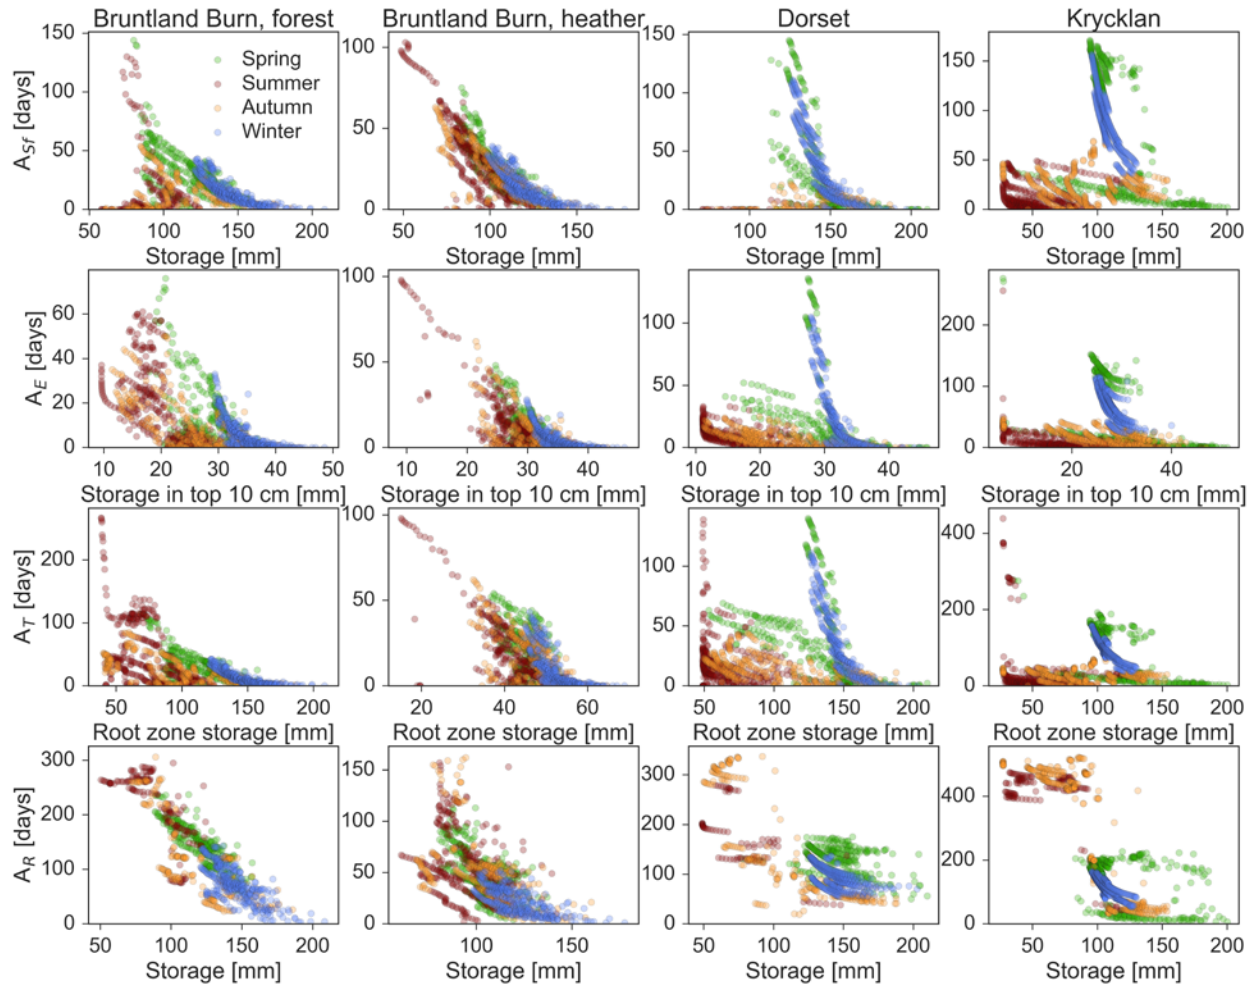 Bruntland Burn, forest Bruntland Burn, heather Dorset Krycklan
A_Sf [days]
150 100 50 0
100 50 0
150 100 50 0
150 100 50 0
Spring
Summer
Autumn
Winter
50 100 150 200
50 100 150
100 150 200
50 100 150 200
Storage [mm] Storage [mm] Storage [mm] Storage [mm]
A_E [days]
60 40 20 0
100 50 0
100 50 0
200 100 0
10 20 30 40 50
10 20 30 40
10 20 30 40
20 40
Storage in top 10 cm [mm] Storage in top 10 cm [mm] Storage in top 10 cm [mm] Storage in top 10 cm [mm]
A_T [days]
200 100 0
100 50 0
100 50 0
400 200 0
50 100 150 200
20 40 60
50 100 150 200
50 100 150 200
Root zone storage [mm] Root zone storage [mm] Root zone storage [mm] Root zone storage [mm]
A_R [days]
300 200 100 0
150 100 75 50 25 0
300 200 100 0
400 200 0
50 100 150 200
100 150
50 100 150 200
50 100 150 200
Storage [mm] Storage [mm] Storage [mm] Storage [mm]